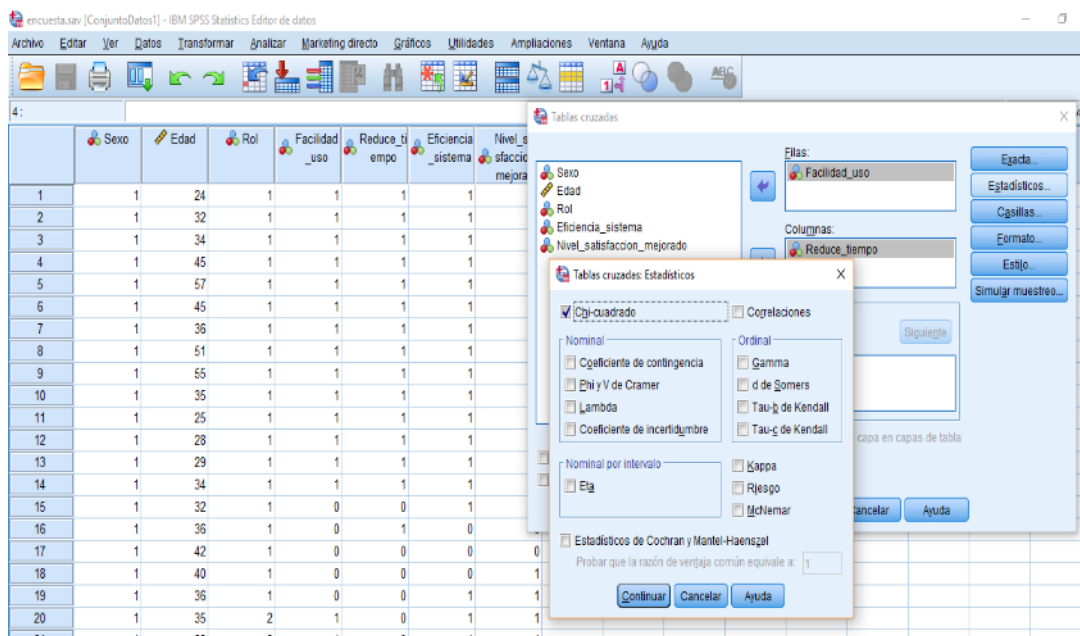 encuesta.sav [ConjuntoDatos1] - IBM SPSS Statistics Editor de datos
Archivo Editar Ver Datos Transformar Analizar Marketing directo Gráficos Utilidades Ampliaciones Ventana Ayuda
4 :
Sexo Edad Rol Facilidad_uso Reduce_tiempo Eficiencia_sistema
1 1 24 1 1 1 1
2 1 32 1 1 1 1
3 1 34 1 1 1 1
4 1 45 1 1 1 1
5 1 57 1 1 1 1
6 1 45 1 1 1 1
7 1 36 1 1 1 1
8 1 51 1 1 1 1
9 1 55 1 1 1 1
10 1 35 1 1 1 1
11 1 25 1 1 1 1
12 1 28 1 1 1 1
13 1 29 1 1 1 1
14 1 34 1 1 1 1
15 1 32 1 0 0 1
16 1 36 1 0 1 0
17 1 42 1 0 0 0 0
18 1 40 1 0 0 0 1
19 1 36 1 0 0 1 1
20 1 35 2 1 0 1 1
Tablas cruzadas
Sexo
Edad
Rol
Eficiencia_sistema
Nivel_satisfaccion_mejorado
Filas:
Facilidad_uso
Columnas:
Reduce_tiempo
Exacta...
Estadísticos...
Casillas...
Formato...
Estilo...
Simular muestreo...
Siguiente
capa en capas de tabla
Cancelar Ayuda
Tablas cruzadas: Estadísticos
Chi-cuadrado Correlaciones
Nominal
Coeficiente de contingencia
Phi y V de Cramer
Lambda
Coeficiente de incertidumbre
Ordinal
Gamma
d de Somers
Tau-b de Kendall
Tau-c de Kendall
Nominal por intervalo
Eta
Kappa
Riesgo
McNemar
Estadísticos de Cochran y Mantel-Haenszel
Probar que la razón de ventaja común equivale a: 1
Continuar Cancelar Ayuda